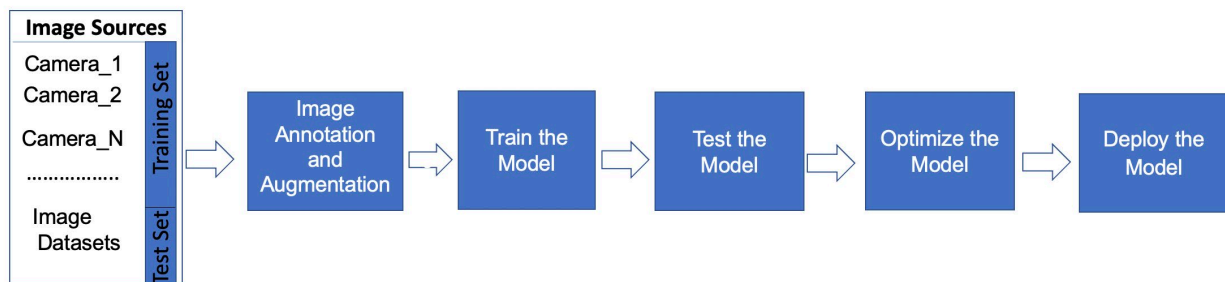 Image Sources
Camera_1
Camera_2
Camera_N
.................
Image
Datasets
Training Set
Test Set
Image
Annotation
and
Augmentation
Train the
Model
Test the
Model
Optimize the
Model
Deploy the
Model